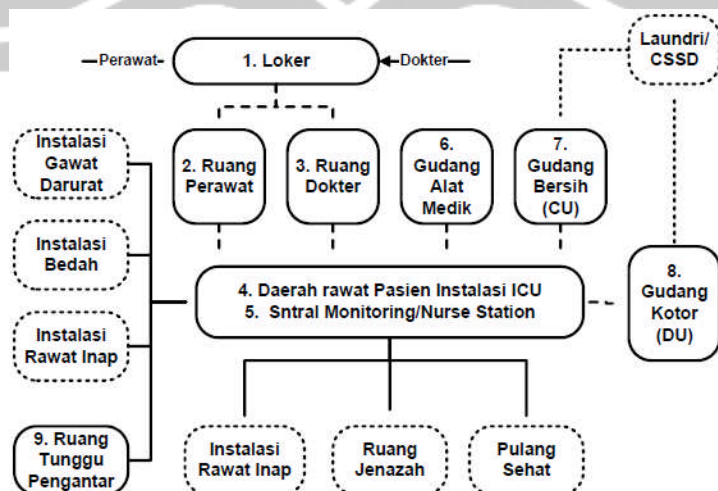 Laundri/
CSSD
Perawat
1. Loker
Dokter
Instalasi
Gawat
Darurat
2. Ruang
Perawat
3. Ruang
Dokter
6.
Gudang
Alat
Medik
7.
Gudang
Bersih
(CU)
Instalasi
Bedah
4. Daerah rawat Pasien Instalasi ICU
5. Sntral Monitoring/Nurse Station
8.
Gudang
Kotor
(DU)
Instalasi
Rawat Inap
9. Ruang
Tunggu
Pengantar
Instalasi
Rawat Inap
Ruang
Jenazah
Pulang
Sehat